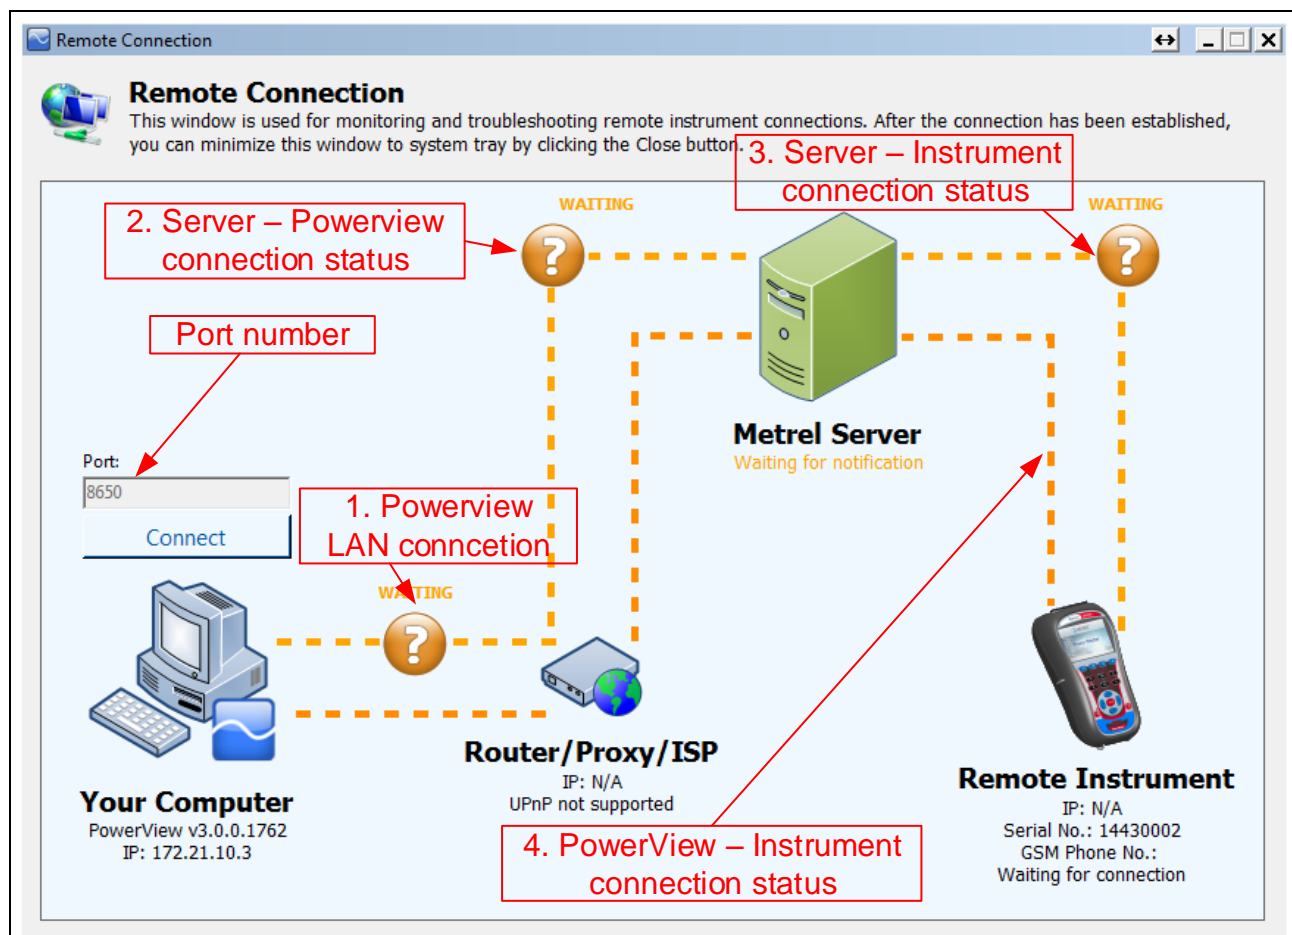 Remote Connection
Remote Connection
This window is used for monitoring and troubleshooting remote instrument connections. After the connection has been established,
you can minimize this window to system tray by clicking the Close button.
3. Server – Instrument
connection status
2. Server – Powerview
connection status
WAITING
WAITING
Port number
Metrel Server
Waiting for notification
Port:
8650
Connect
1. Powerview
LAN conncetion
WAITING
Router/Proxy/ISP
IP: N/A
UPnP not supported
Your Computer
PowerView v3.0.0.1762
IP: 172.21.10.3
Remote Instrument
IP: N/A
Serial No.: 14430002
GSM Phone No.:
Waiting for connection
4. PowerView – Instrument
connection status